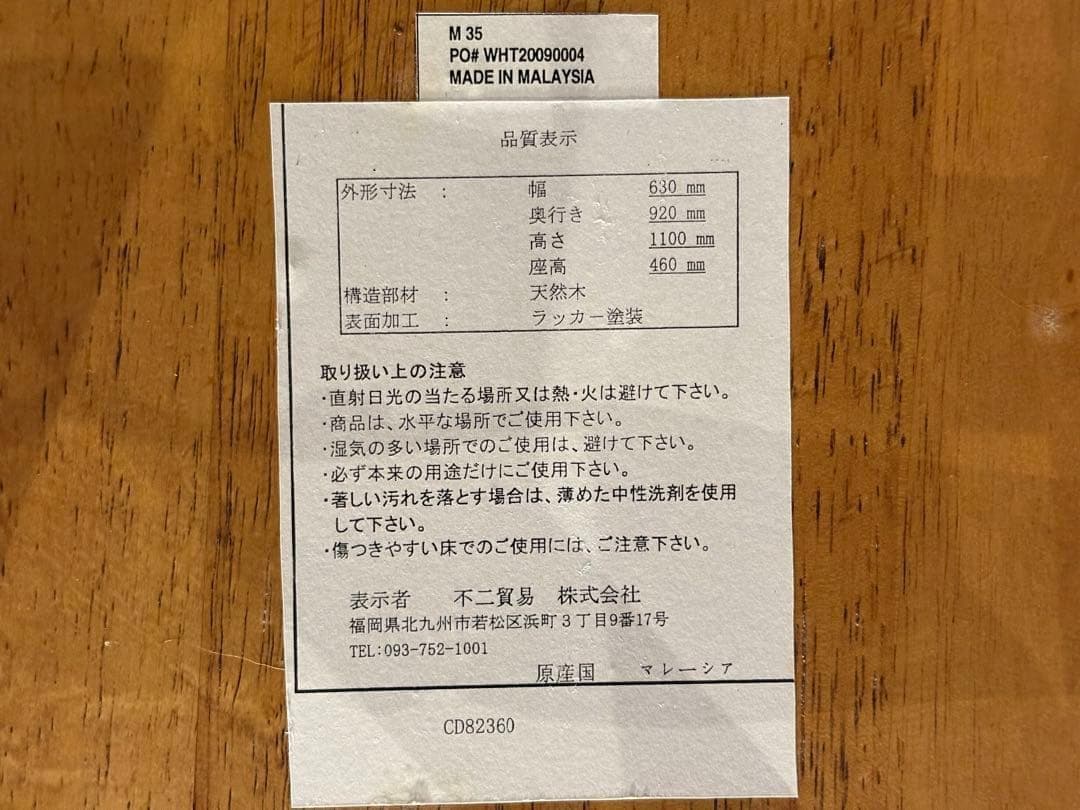 M 35
PO# WHT20090004
MADE IN MALAYSIA
品質表示
外形寸法 : 幅 630 mm
奥行き 920 mm
高さ 1100 mm
座高 460 mm
構造部材 : 天然木
表面加工 : ラッカー塗装
取り扱い上の注意
・直射日光の当たる場所又は熱・火は避けて下さい。
・商品は、水平な場所でご使用下さい。
・湿気の多い場所でのご使用は、避けて下さい。
・必ず本来の用途だけにご使用下さい。
・著しい汚れを落とす場合は、薄めた中性洗剤を使用
して下さい。
・傷つきやすい床でのご使用には、ご注意下さい。
表示者 不二貿易 株式会社
福岡県北九州市若松区浜町3丁目9番17号
TEL:093-752-1001
原産国 マレーシア
CD82360